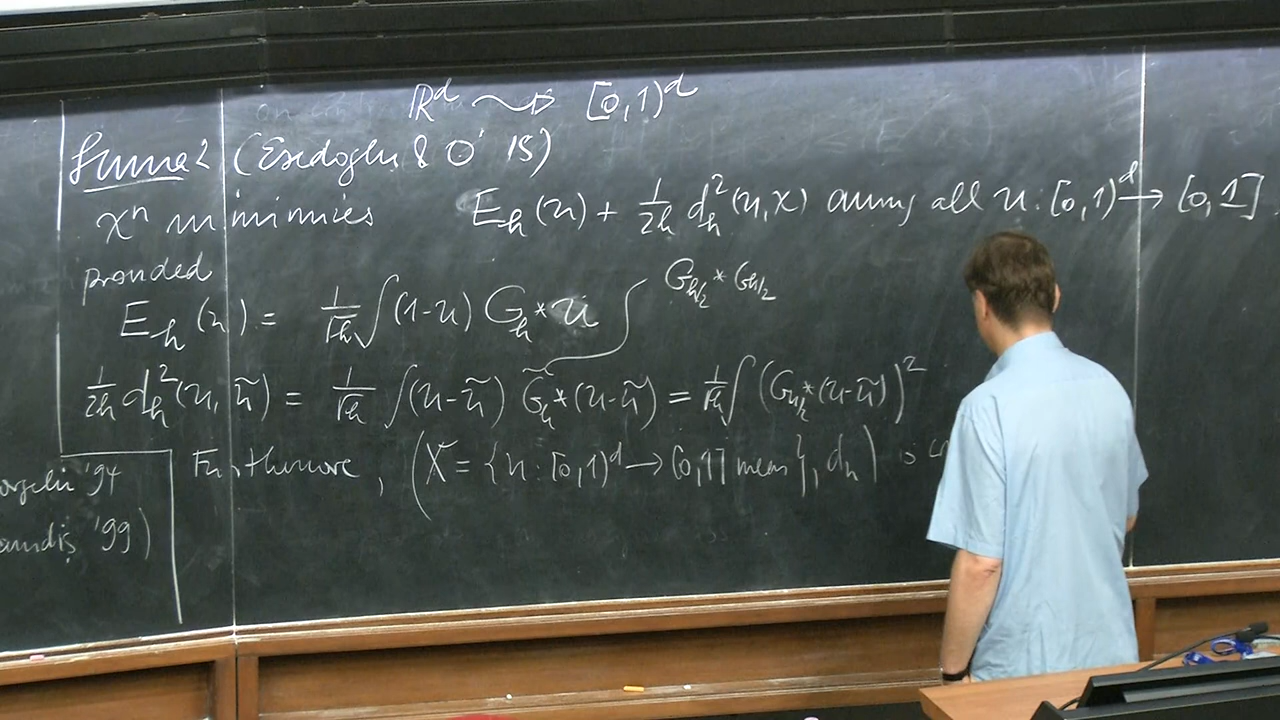 ℝ^d ⇝ [0,1)^d
Lemma 2 (Esedoglu & O' 15)
χ^n minimizes E_h(u) + 1/2h d_h^2(u,χ) among all u: [0,1)^d → [0,1]
provided
E_h(u) = 1/√h ∫(1-u) G_h * u
G_{h/2} * G_{h/2}
1/2h d_h^2(u,ũ) = 1/√h ∫(u-ũ) G_h * (u-ũ) = 1/√h ∫(G_{h/2} * (u-ũ))^2
Furthermore, (X = {u: [0,1)^d → [0,1] meas}, d_h) is
'94
'99)